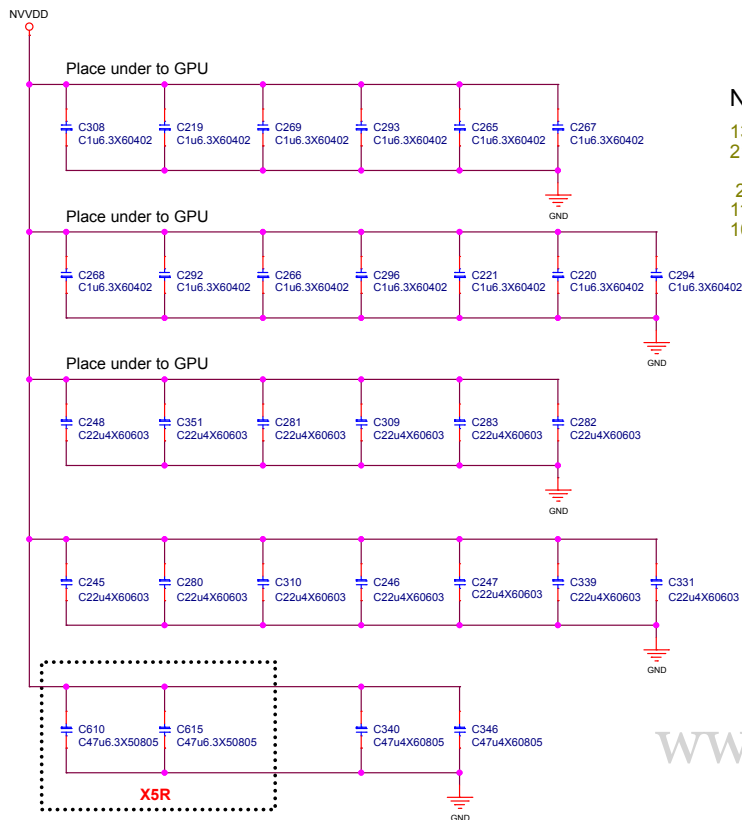 NVVDD
Place under to GPU
C308 C219 C269 C293 C265 C267
C1u6.3X60402 C1u6.3X60402 C1u6.3X60402 C1u6.3X60402 C1u6.3X60402 C1u6.3X60402
GND
Place under to GPU
C268 C292 C266 C296 C221 C220 C294
C1u6.3X60402 C1u6.3X60402 C1u6.3X60402 C1u6.3X60402 C1u6.3X60402 C1u6.3X60402 C1u6.3X60402
GND
Place under to GPU
C248 C351 C281 C309 C283 C282
C22u4X60603 C22u4X60603 C22u4X60603 C22u4X60603 C22u4X60603 C22u4X60603
GND
C245 C280 C310 C246 C247 C339 C331
C22u4X60603 C22u4X60603 C22u4X60603 C22u4X60603 C22u4X60603 C22u4X60603 C22u4X60603
GND
C610 C615 C340 C346
C47u6.3X50805 C47u6.3X50805 C47u4X60805 C47u4X60805
X5R
GND